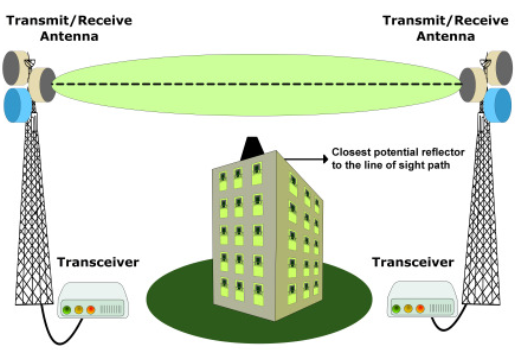 Transmit/Receive
Antenna
Transmit/Receive
Antenna
Closest potential reflector
to the line of sight path
Transceiver
Transceiver